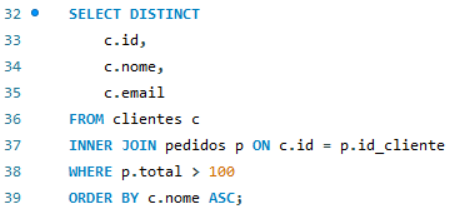 32 SELECT DISTINCT
33 c.id,
34 c.nome,
35 c.email
36 FROM clientes c
37 INNER JOIN pedidos p ON c.id = p.id_cliente
38 WHERE p.total > 100
39 ORDER BY c.nome ASC;